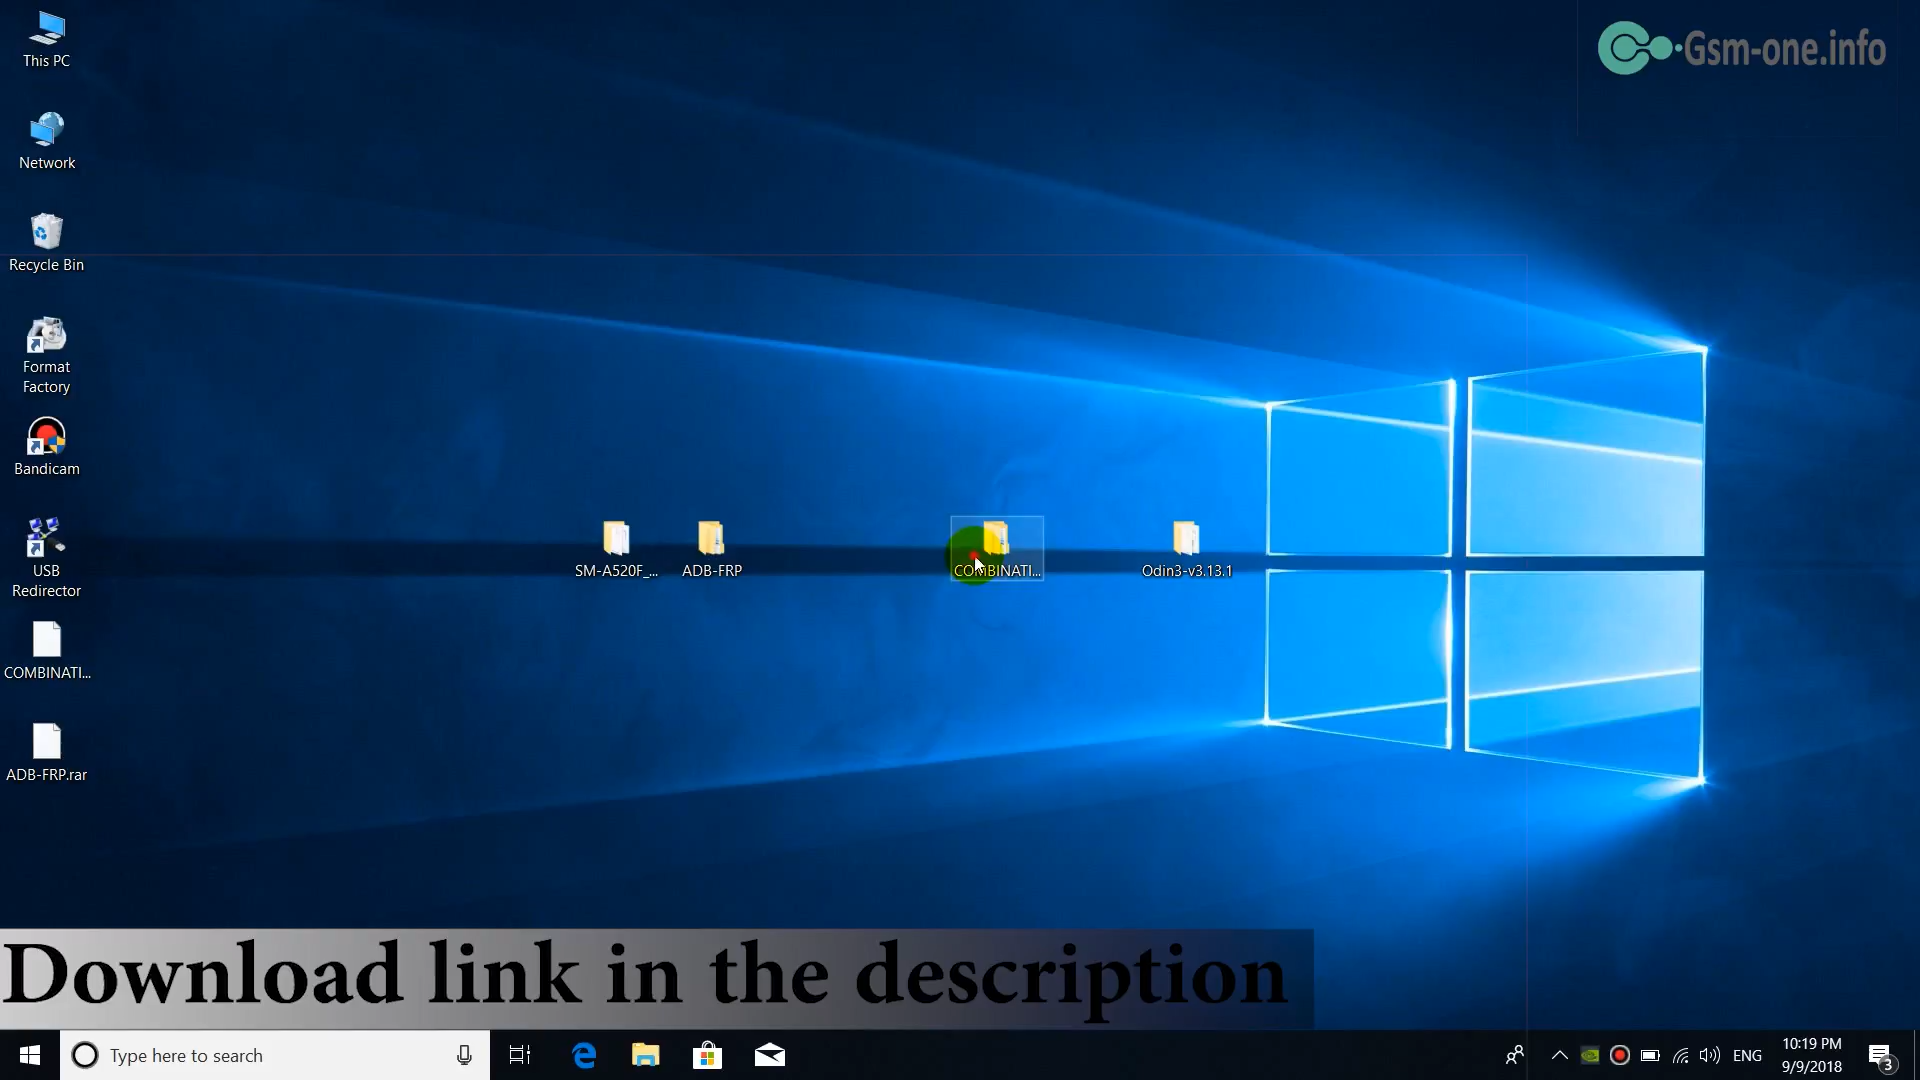 This PC
Gsm-one.info
Network
Recycle Bin
Format
Factory
Bandicam
USB
Redirector
SM-A520F_...
ADB-FRP
COMBINATI...
Odin3-v3.13.1
COMBINATI...
ADB-FRP.rar
Download link in the description
Type here to search
ENG
10:19 PM
9/9/2018
3